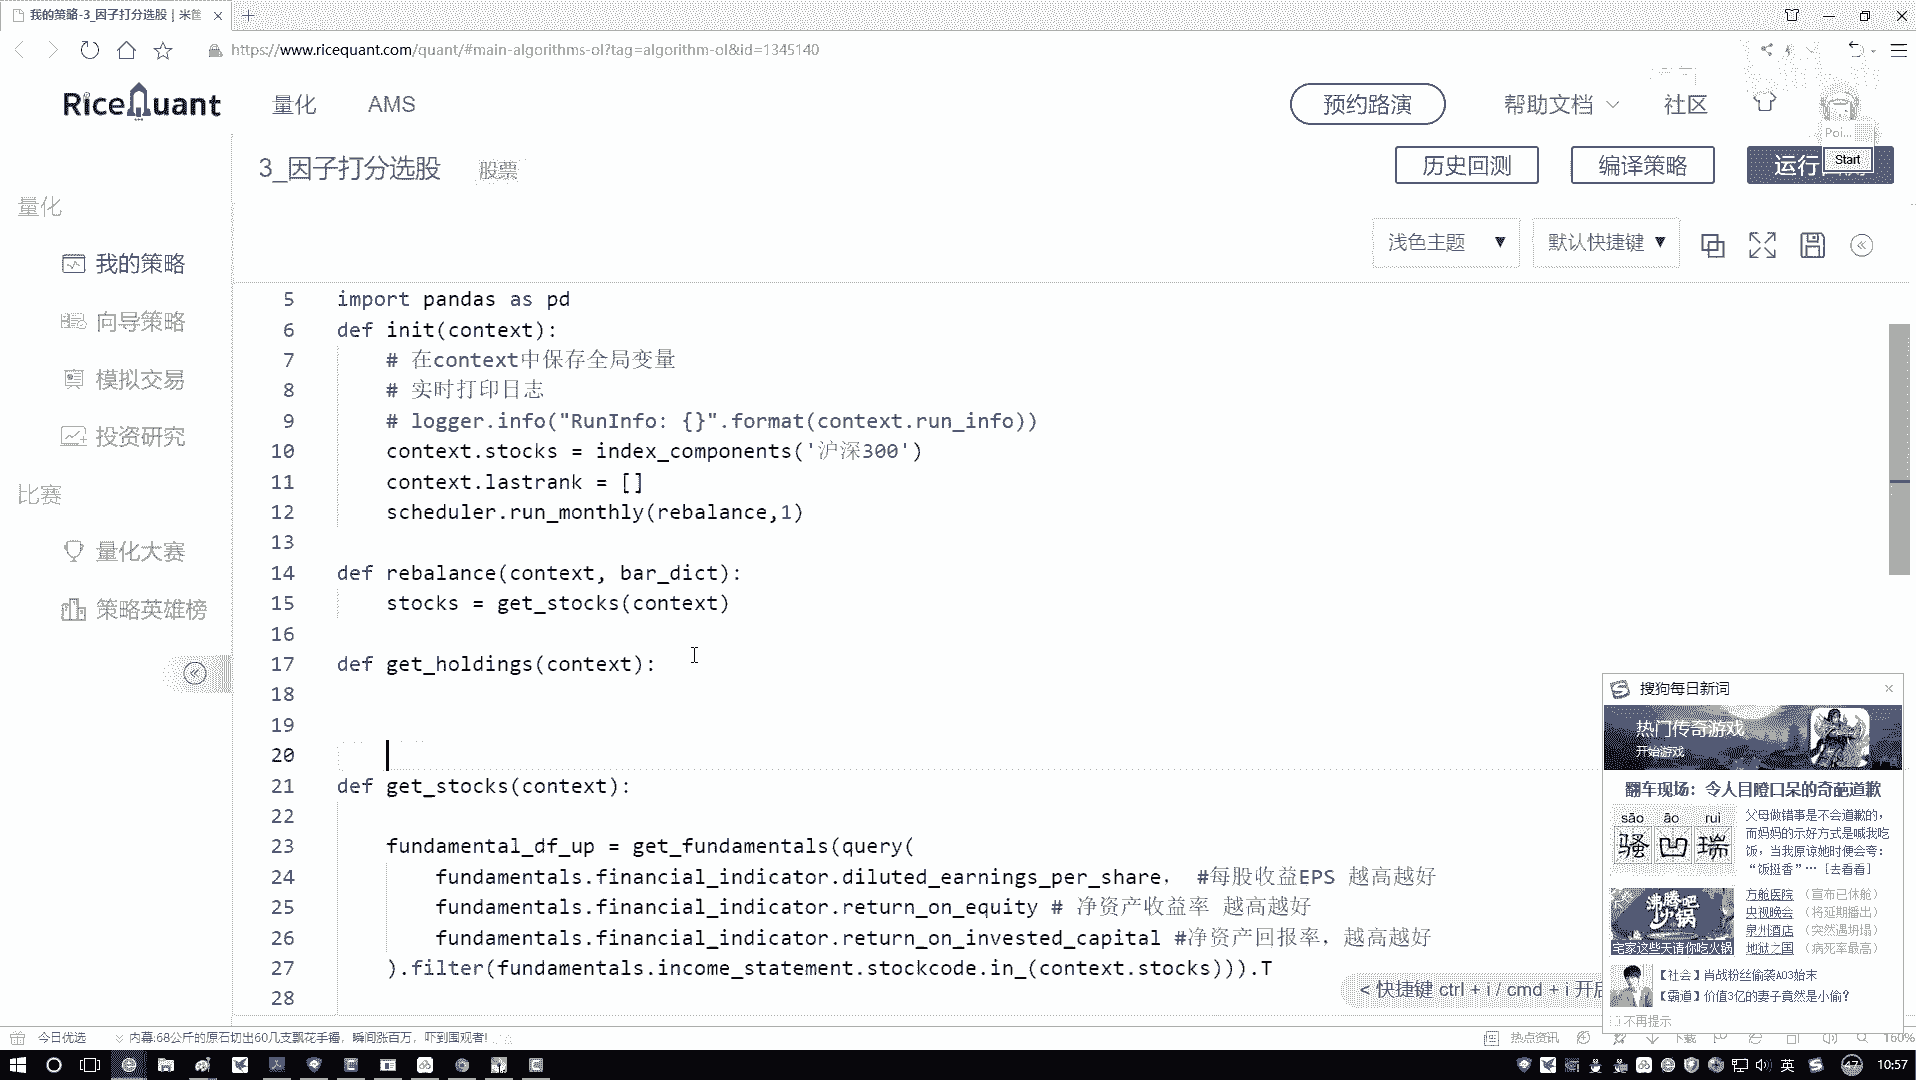 我的策略-3_因子打分选股 | 米筐
https://www.ricequant.com/quant/#main-algorithms-ol?tag=algorithm-ol&id=1345140
RiceQuant
量化
AMS
预约路演
帮助文档
社区
Poi...
Start
3_因子打分选股
股票
历史回测
编译策略
运行
量化
我的策略
向导策略
模拟交易
投资研究
比赛
量化大赛
策略英雄榜
浅色主题
默认快捷键
5 import pandas as pd
6 def init(context):
7 # 在context中保存全局变量
8 # 实时打印日志
9 # logger.info("RunInfo: {}".format(context.run_info))
10 context.stocks = index_components('沪深300')
11 context.lastrank = []
12 scheduler.run_monthly(rebalance,1)
13
14 def rebalance(context, bar_dict):
15 stocks = get_stocks(context)
16
17 def get_holdings(context):
18
19
20
21 def get_stocks(context):
22
23 fundamental_df_up = get_fundamentals(query(
24 fundamentals.financial_indicator.diluted_earnings_per_share, #每股收益EPS 越高越好
25 fundamentals.financial_indicator.return_on_equity # 净资产收益率 越高越好
26 fundamentals.financial_indicator.return_on_invested_capital #净资产回报率，越高越好
27 ).filter(fundamentals.income_statement.stockcode.in_(context.stocks))).T
28
< 快捷键 ctrl + i / cmd + i 开启
搜狗每日新词
热门传奇游戏
开始游戏
翻车现场：令人目瞪口呆的奇葩道歉
sāo āo ruì
骚 凹 瑞
父母做错事是不会道歉的，
而妈妈的示好方式是喊我吃
饭，当我原谅她时便会夸：
“饭挺香”… [去看看]
沸腾吧
火锅
宅家这些天请你吃火锅
方舱医院 （宣布已休舱）
央视晚会 （将延期播出）
泉州酒店 （突然遇坍塌）
地狱之国 （病死率最高）
【社会】肖战粉丝偷袭AO3始末
【霸道】价值3亿的妻子竟然是小偷?
不再提示
今日优选
内幕:68公斤的原石切出60几支飘花手镯，瞬间涨百万，吓到围观者!
热点资讯
下载
160%
英
47
10:57